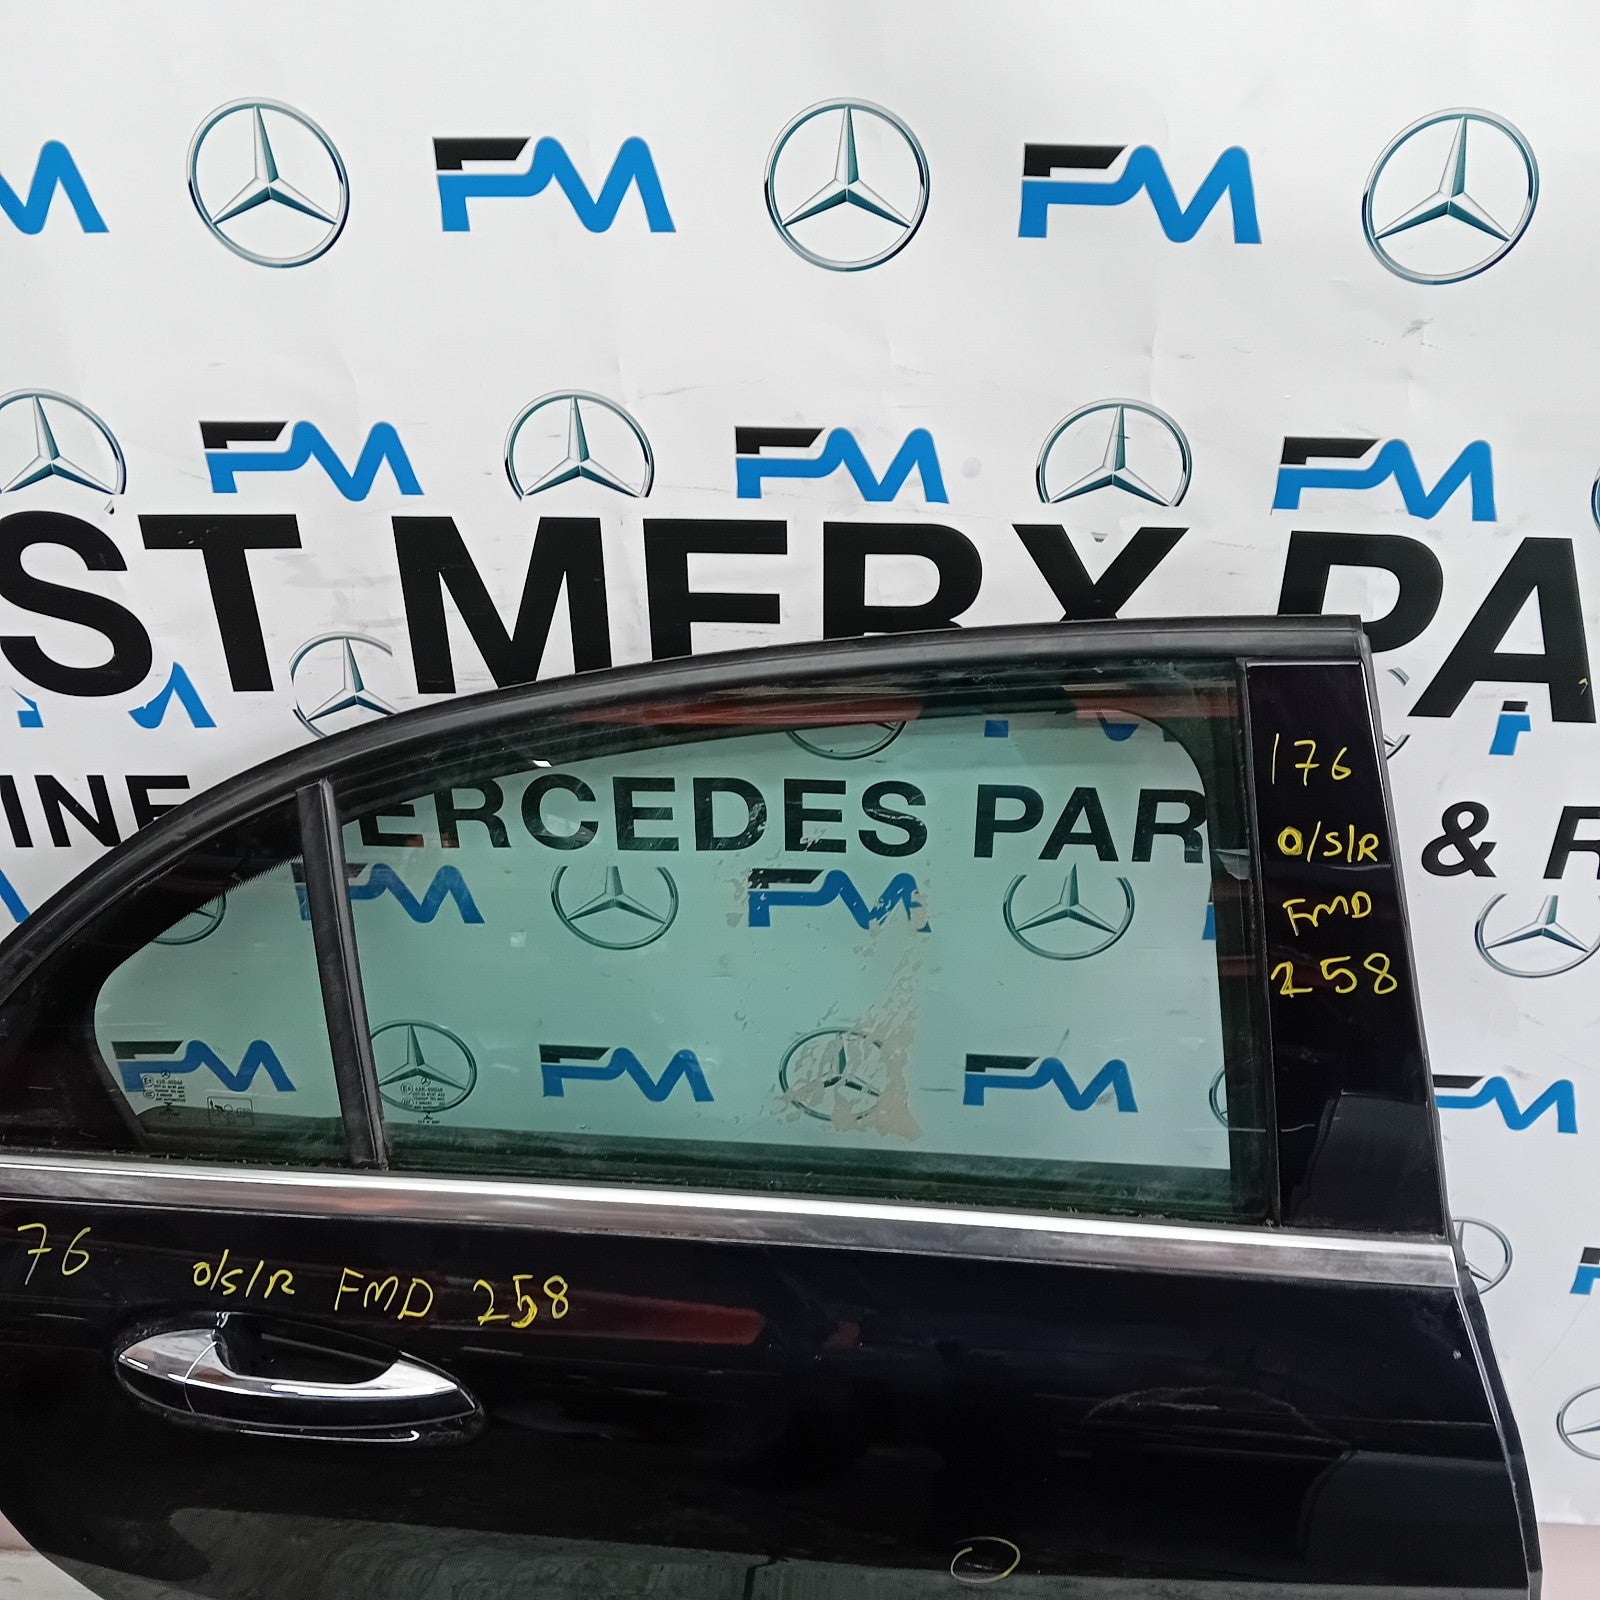 FM FM
FM FM FM
ST MERX PA
INE ERCEDES PAR & R
FM FM
FM FM FM FM
176
O/S/R
FMD
258
76 O/S/R FMD 258